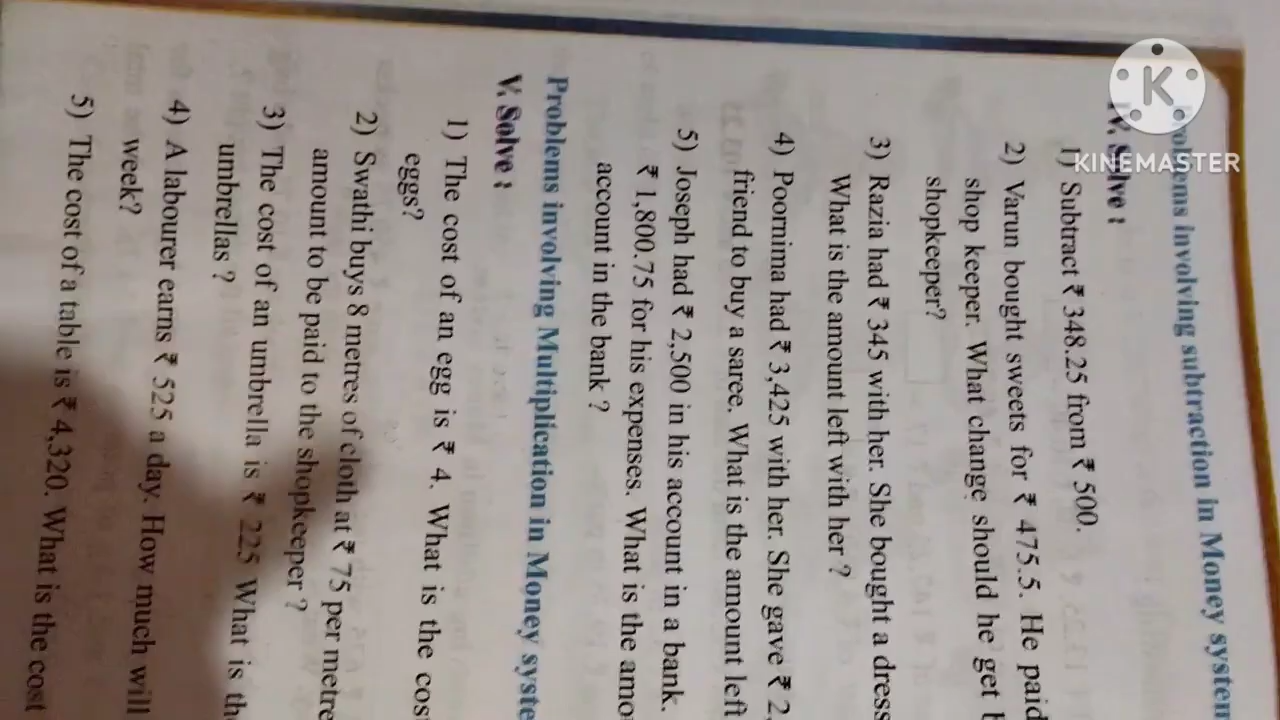 Problems involving subtraction in Money system
IV. Solve :
1) Subtract ₹ 348.25 from ₹ 500.
2) Varun bought sweets for ₹ 475.5. He paid
shop keeper. What change should he get
shopkeeper?
3) Razia had ₹ 345 with her. She bought a dress
What is the amount left with her ?
4) Poornima had ₹ 3,425 with her. She gave ₹ 2,
friend to buy a saree. What is the amount left
5) Joseph had ₹ 2,500 in his account in a bank.
₹ 1,800.75 for his expenses. What is the amo
account in the bank ?
Problems involving Multiplication in Money syste
V. Solve :
1) The cost of an egg is ₹ 4. What is the cos
eggs?
2) Swathi buys 8 metres of cloth at ₹ 75 per metre
amount to be paid to the shopkeeper ?
3) The cost of an umbrella is ₹ 225 What is th
umbrellas ?
4) A labourer earns ₹ 525 a day. How much will
week?
5) The cost of a table is ₹ 4,320. What is the cost
K
KINEMASTER